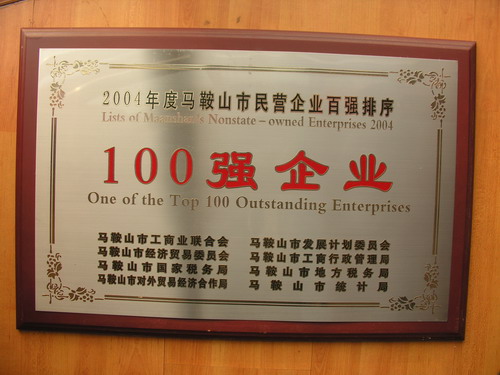 2004年度马鞍山市民营企业百强排序
Lists of Maanshan's Nonstate-owned Enterprises 2004
100强企业
One of the Top 100 Outstanding Enterprises
马鞍山市工商业联合会 马鞍山市发展计划委员会
马鞍山市经济贸易委员会 马鞍山市工商行政管理局
马鞍山市国家税务局 马鞍山市地方税务局
马鞍山市对外贸易经济合作局 马鞍山市统计局